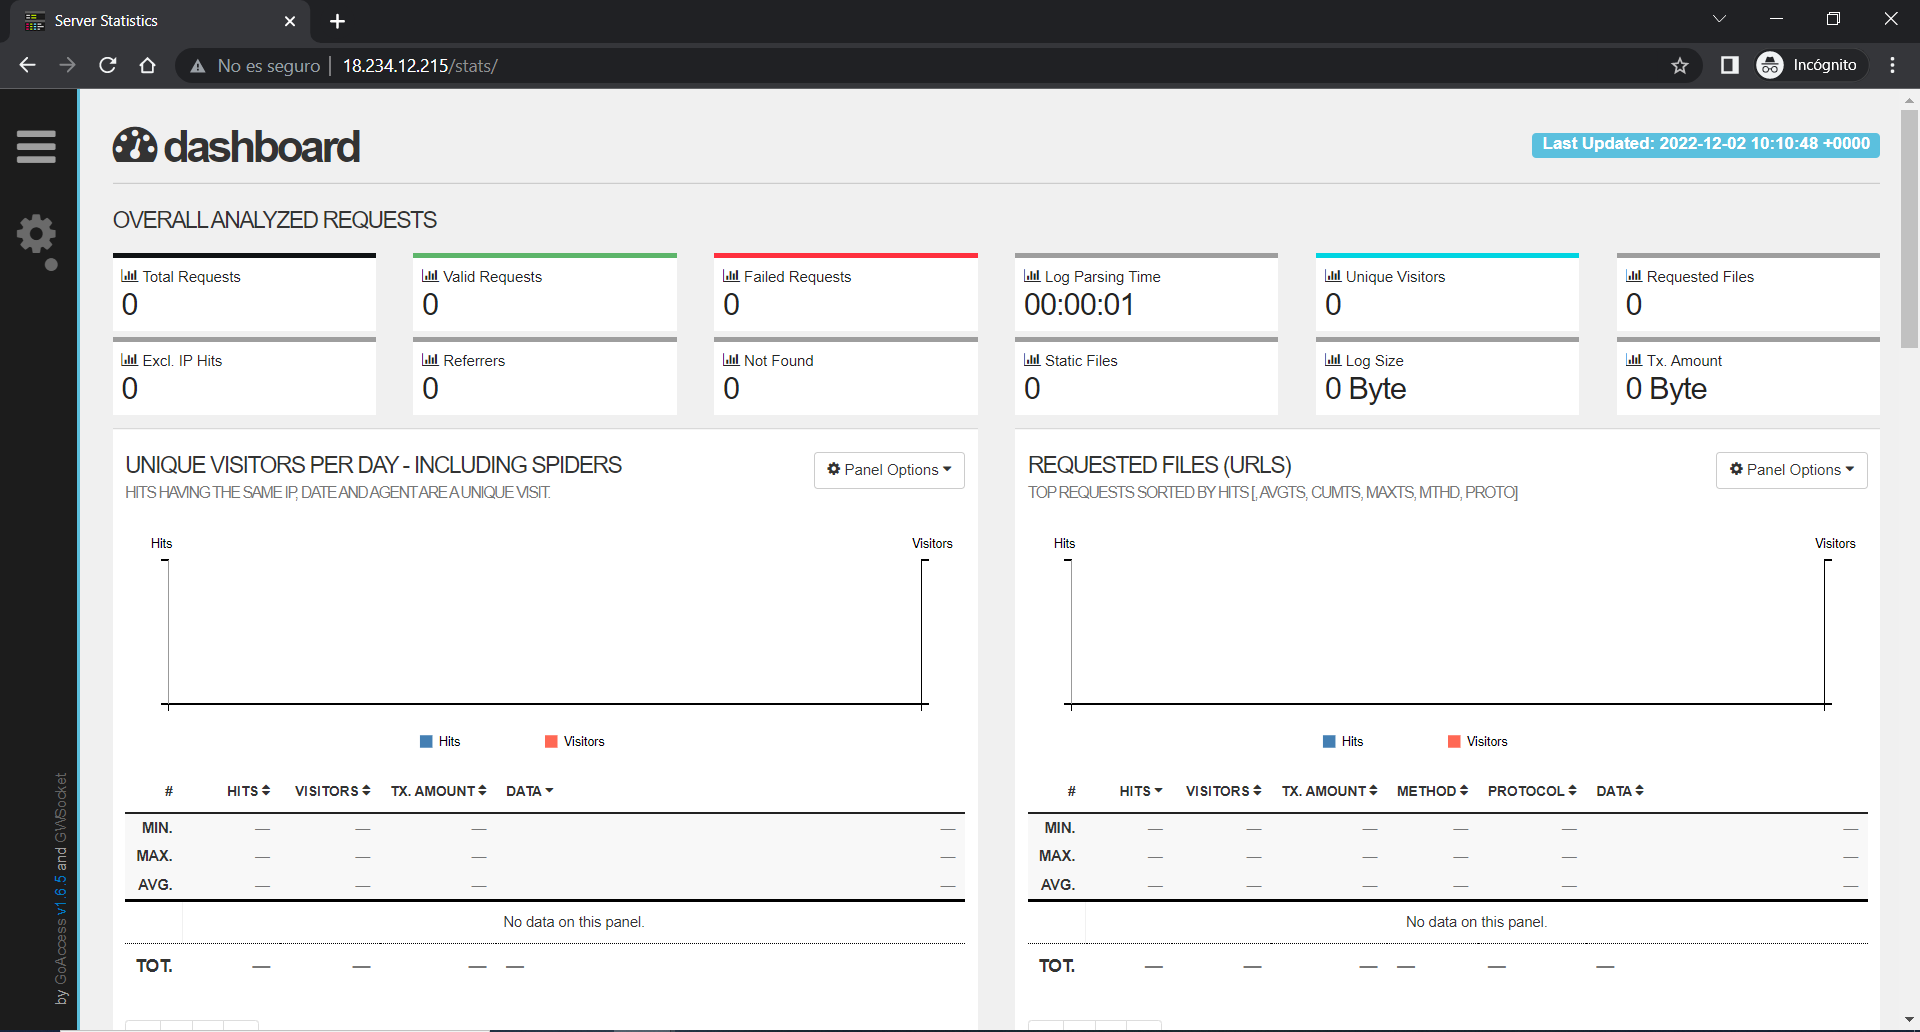 Server Statistics
No es seguro
18.234.12.215/stats/
Incógnito
dashboard
Last Updated: 2022-12-02 10:10:48 +0000
OVERALL ANALYZED REQUESTS
Total Requests
0
Valid Requests
0
Failed Requests
0
Log Parsing Time
00:00:01
Unique Visitors
0
Requested Files
0
Excl. IP Hits
0
Referrers
0
Not Found
0
Static Files
0
Log Size
0 Byte
Tx. Amount
0 Byte
UNIQUE VISITORS PER DAY - INCLUDING SPIDERS
HITS HAVING THE SAME IP, DATE AND AGENT ARE A UNIQUE VISIT.
Panel Options
Hits
Visitors
Hits
Visitors
# HITS VISITORS TX. AMOUNT DATA
MIN. — — — —
MAX. — — — —
AVG. — — — —
No data on this panel.
TOT. — — — —
REQUESTED FILES (URLS)
TOP REQUESTS SORTED BY HITS [, AVGTS, CUMTS, MAXTS, MTHD, PROTO]
Panel Options
Hits
Visitors
Hits
Visitors
# HITS VISITORS TX. AMOUNT METHOD PROTOCOL DATA
MIN. — — — — — —
MAX. — — — — — —
AVG. — — — — — —
No data on this panel.
TOT. — — — — — —
by GoAccess v1.6.5 and GWSocket